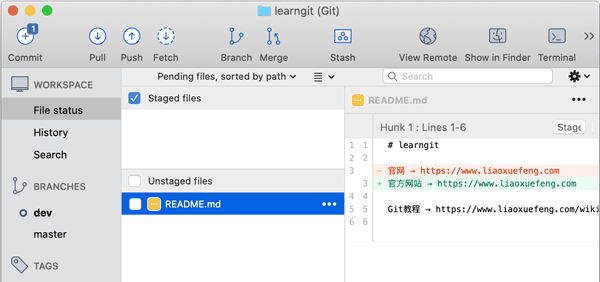 learngit (Git)
1
Commit
Pull
Push
Fetch
Branch
Merge
Stash
View Remote
Show in Finder
Terminal
WORKSPACE
File status
History
Search
BRANCHES
dev
master
TAGS
Pending files, sorted by path
Search
Staged files
Unstaged files
README.md
README.md
Hunk 1 : Lines 1-6
Stage
1 1 # learngit
2 2
3 - 官网 → https://www.liaoxuefeng.com
3 + 官方网站 → https://www.liaoxuefeng.com
4 4
5 5 Git教程 → https://www.liaoxuefeng.com/wiki
6 6